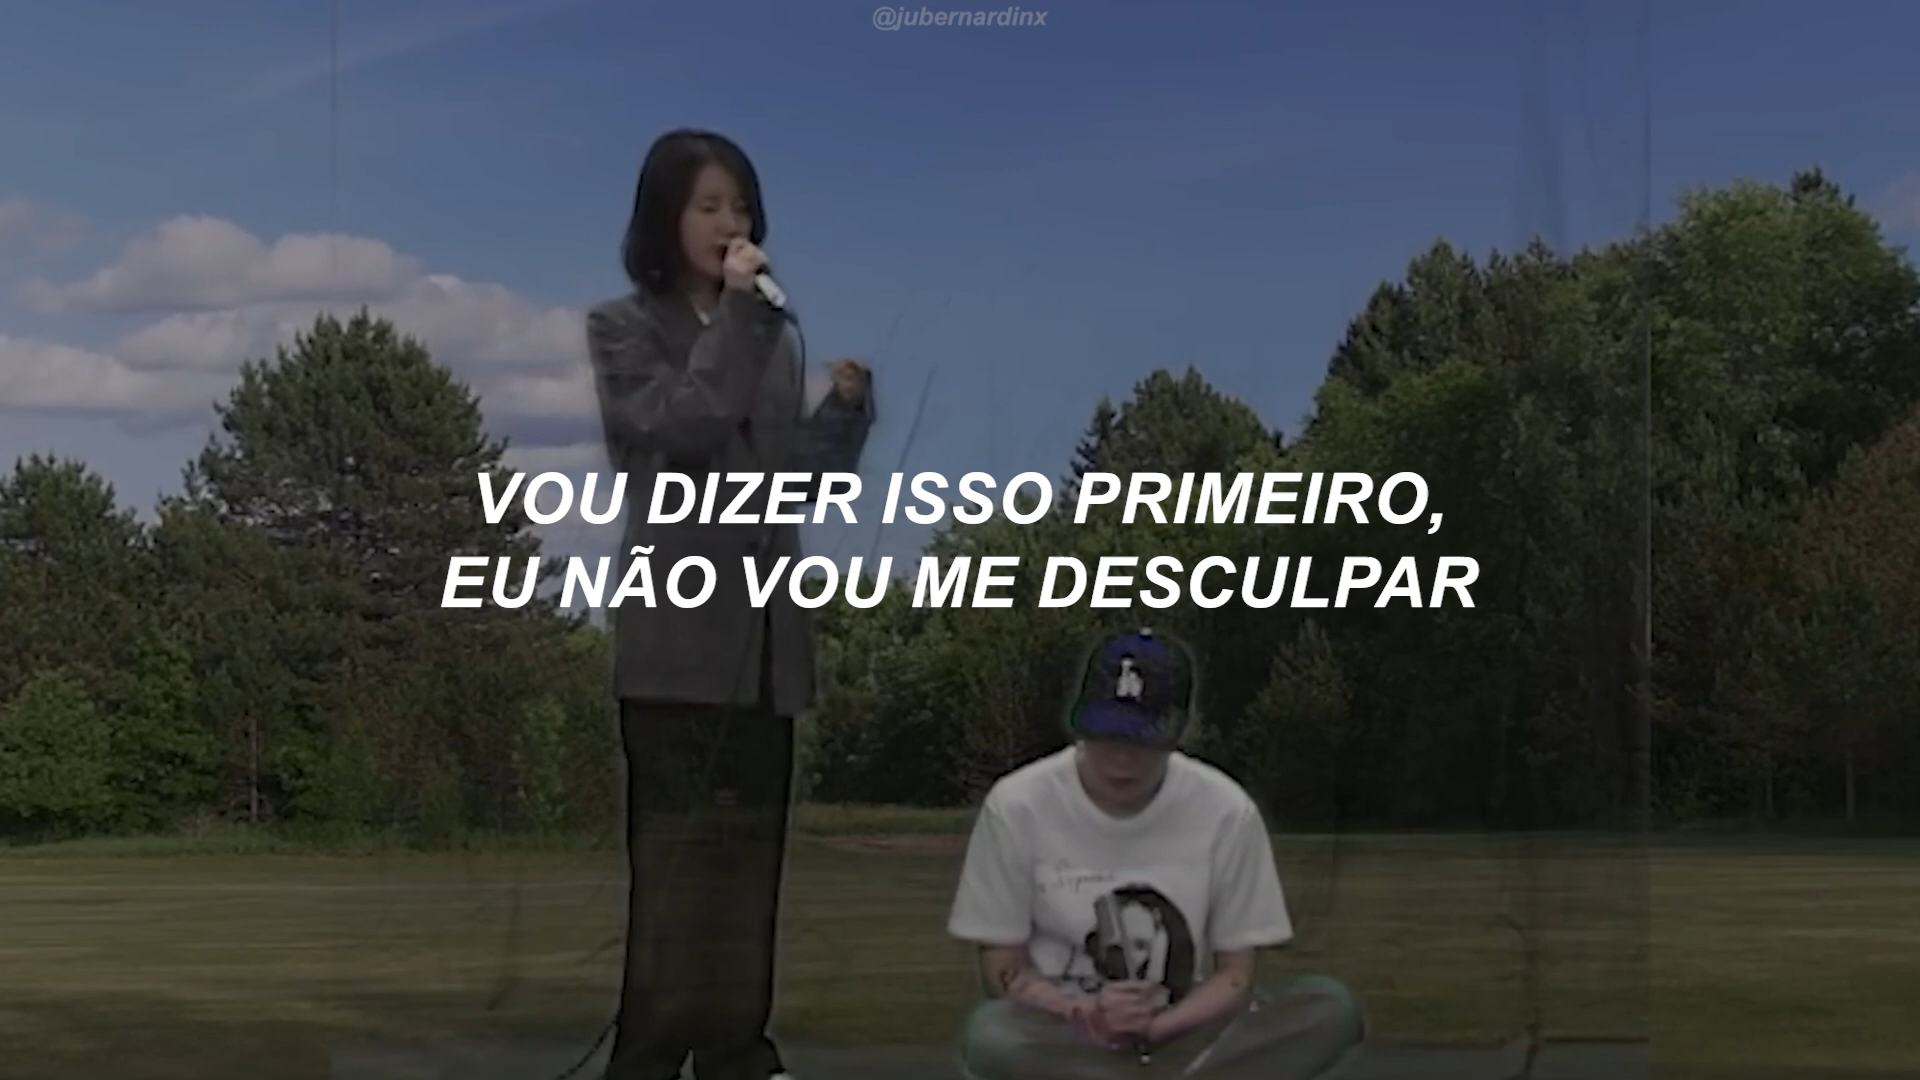 @jubernardinx
VOU DIZER ISSO PRIMEIRO,
EU NÃO VOU ME DESCULPAR